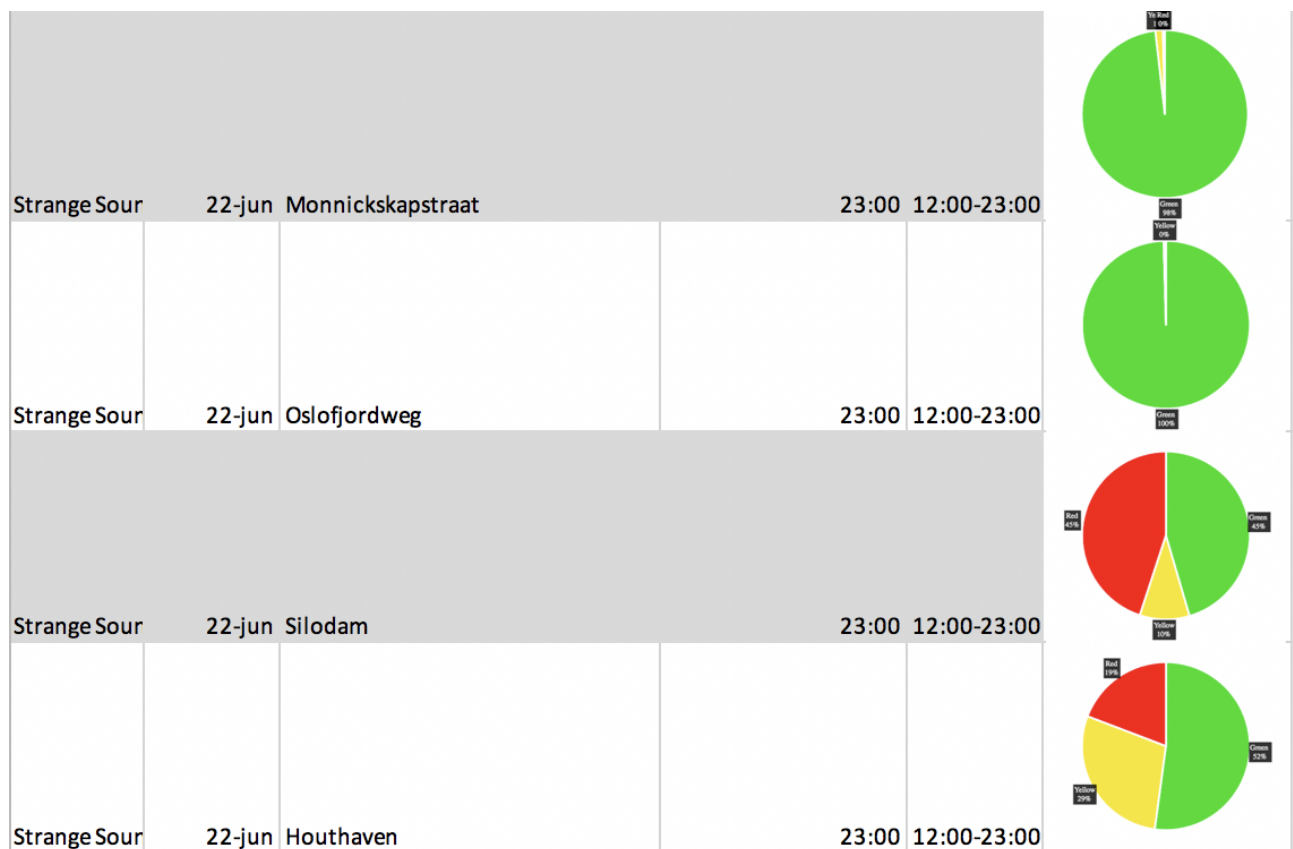 Red
1 0%
Green
98%
Strange Sour 22-jun Monnickskapstraat 23:00 12:00-23:00
Yellow
0%
Green
100%
Strange Sour 22-jun Oslofjordweg 23:00 12:00-23:00
Red
45%
Green
45%
Yellow
10%
Strange Sour 22-jun Silodam 23:00 12:00-23:00
Red
19%
Green
52%
Yellow
29%
Strange Sour 22-jun Houthaven 23:00 12:00-23:00